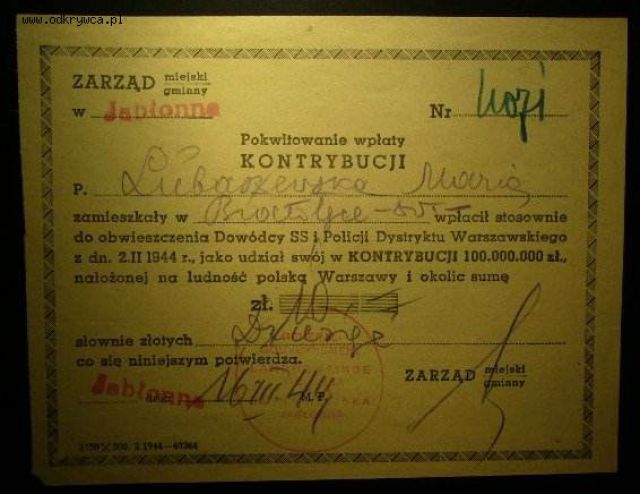 www.odkrywca.pl
ZARZĄD miejski gminny
w Jabłonna Nr
Pokwitowanie wpłaty
KONTRYBUCJI
P. Lubaszewska Maria
zamieszkały w wpłacił stosownie
do obwieszczenia Dowódcy SS i Policji Dystryktu Warszawskiego
z dn. 2.II 1944 r., jako udział swój w KONTRYBUCJI 100.000.000 zł.,
nałożonej na ludność polską Warszawy i okolic sumę
zł. 10
słownie złotych Dziesięć
co się niniejszym potwierdza.
ZARZĄD miejski gminny
Jabłonna 16 III. 44 M.P.